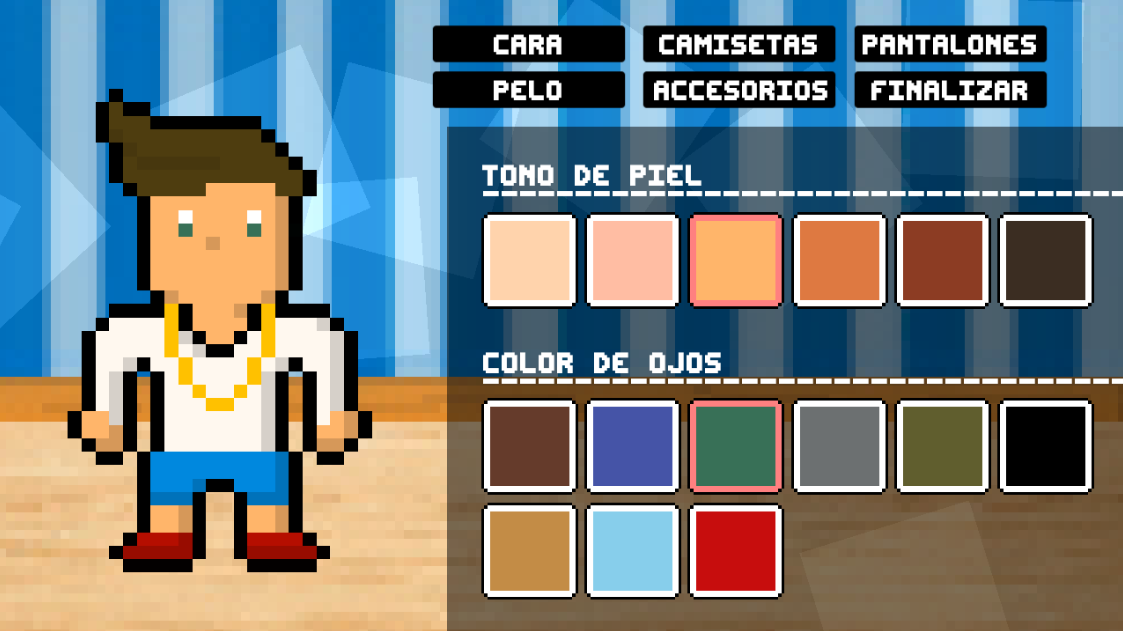 CARA
CAMISETAS
PANTALONES
PELO
ACCESORIOS
FINALIZAR
TONO DE PIEL
COLOR DE OJOS